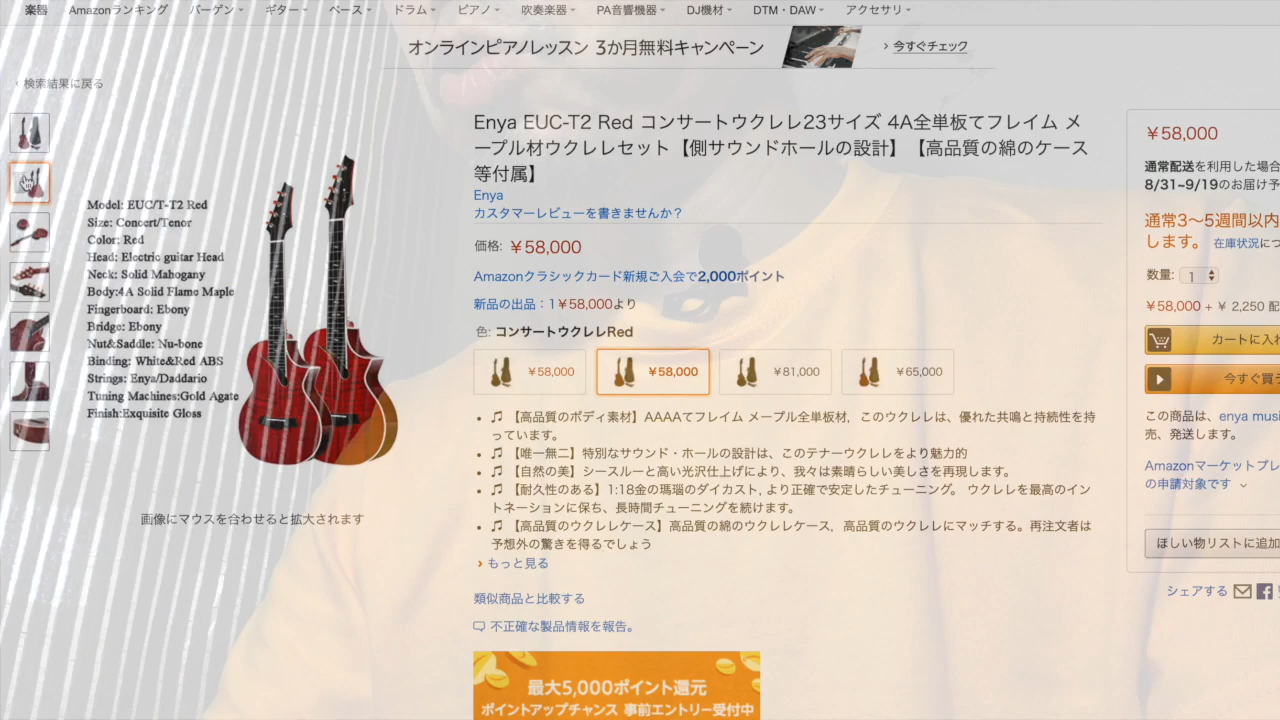 楽器 Amazonランキング バーゲン ギター ベース ドラム ピアノ 吹奏楽器 PA音響機器 DJ機材 DTM・DAW アクセサリ
オンラインピアノレッスン 3か月無料キャンペーン › 今すぐチェック
‹ 検索結果に戻る
Model: EUC/T-T2 Red
Size: Concert/Tenor
Color: Red
Head: Electric guitar Head
Neck: Solid Mahogany
Body:4A Solid Flame Maple
Fingerboard: Ebony
Bridge: Ebony
Nut&Saddle: Nu-bone
Binding: White&Red ABS
Strings: Enya/Daddario
Tuning Machines:Gold Agate
Finish:Exquisite Gloss
画像にマウスを合わせると拡大されます
Enya EUC-T2 Red コンサートウクレレ23サイズ 4A全単板てフレイム メ
ープル材ウクレレセット【側サウンドホールの設計】【高品質の綿のケース
等付属】
Enya
カスタマーレビューを書きませんか？
価格: ￥58,000
Amazonクラシックカード新規ご入会で2,000ポイント
新品の出品：1￥58,000より
色: コンサートウクレレRed
￥58,000 ￥58,000 ￥81,000 ￥65,000
• ♫ 【高品質のボディ素材】AAAAてフレイム メープル全単板材，このウクレレは、優れた共鳴と持続性を持
っています。
• ♫ 【唯一無二】特別なサウンド・ホールの設計は、このテナーウクレレをより魅力的
• ♫ 【自然の美】シースルーと高い光沢仕上げにより、我々は素晴らしい美しさを再現します。
• ♫ 【耐久性のある】1:18金の瑪瑙のダイカスト, より正確で安定したチューニング。 ウクレレを最高のイン
トネーションに保ち、長時間チューニングを続けます。
• ♫ 【高品質のウクレレケース】高品質の綿のウクレレケース，高品質のウクレレにマッチする。再注文者は
予想外の驚きを得るでしょう
› もっと見る
類似商品と比較する
不正確な製品情報を報告。
最大5,000ポイント還元
ポイントアップチャンス 事前エントリー受付中
￥58,000
通常配送を利用した場合
8/31~9/19のお届け予
通常3～5週間以内
します。 在庫状況につ
数量: 1
￥58,000 + ￥ 2,250 配
カートに入れ
今すぐ買う
この商品は、enya musi
売、発送します。
Amazonマーケットプレ
の申請対象です
ほしい物リストに追加
シェアする